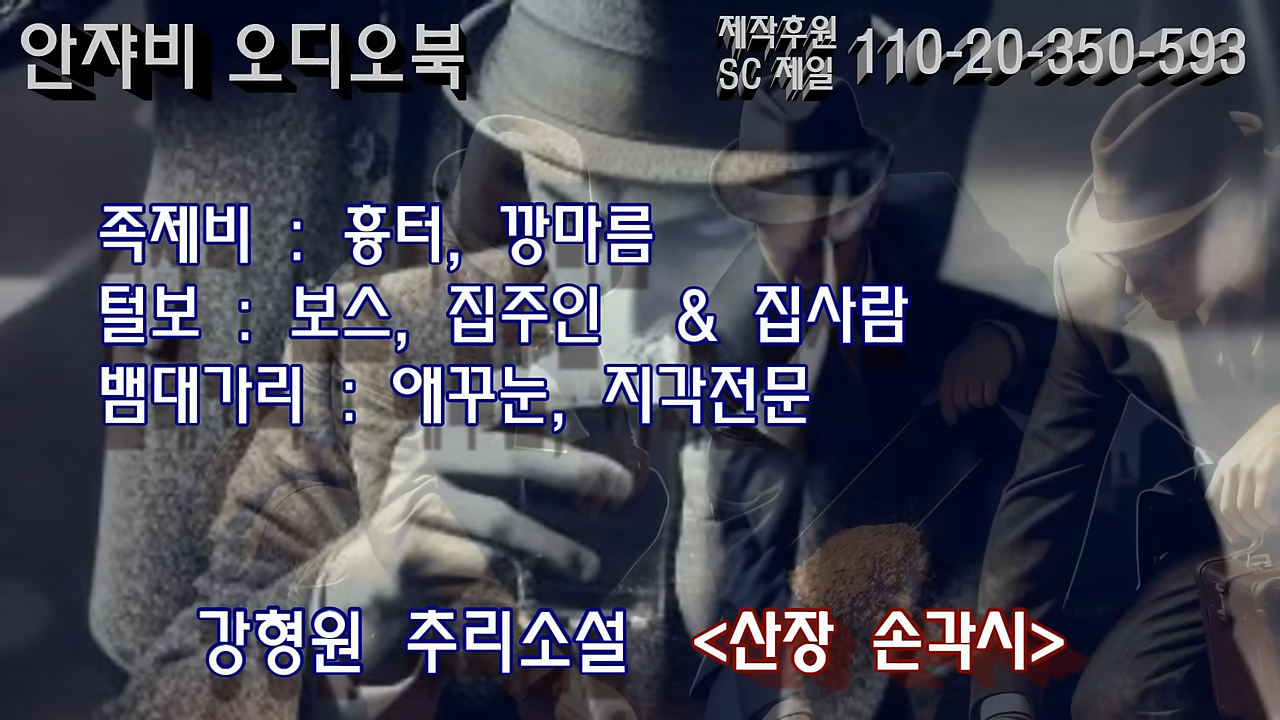 안쟈비 오디오북
제작후원
SC 제일
110-20-350-593
족제비 : 흉터, 깡마름
털보 : 보스, 집주인 & 집사람
뱀대가리 : 애꾸눈, 지각전문
강형원 추리소설 <산장 손각시>